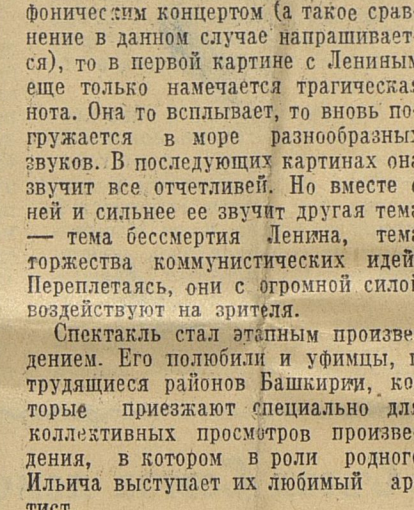 фоническим концертом (а такое срав-
нение в данном случае напрашивает-
ся), то в первой картине с Лениным
еще только намечается трагическая
нота. Она то всплывает, то вновь по-
гружается в море разнообразных
звуков. В последующих картинах она
звучит все отчетливей. Но вместе с
ней и сильнее ее звучит другая тема
— тема бессмертия Ленина, тема
торжества коммунистических идей.
Переплетаясь, они с огромной силой
воздействуют на зрителя.
Спектакль стал этапным произве-
дением. Его полюбили и уфимцы, и
трудящиеся районов Башкирии, ко-
торые приезжают специально для
коллективных просмотров произве-
дения, в котором в роли родного
Ильича выступает их любимый ар-
тист.